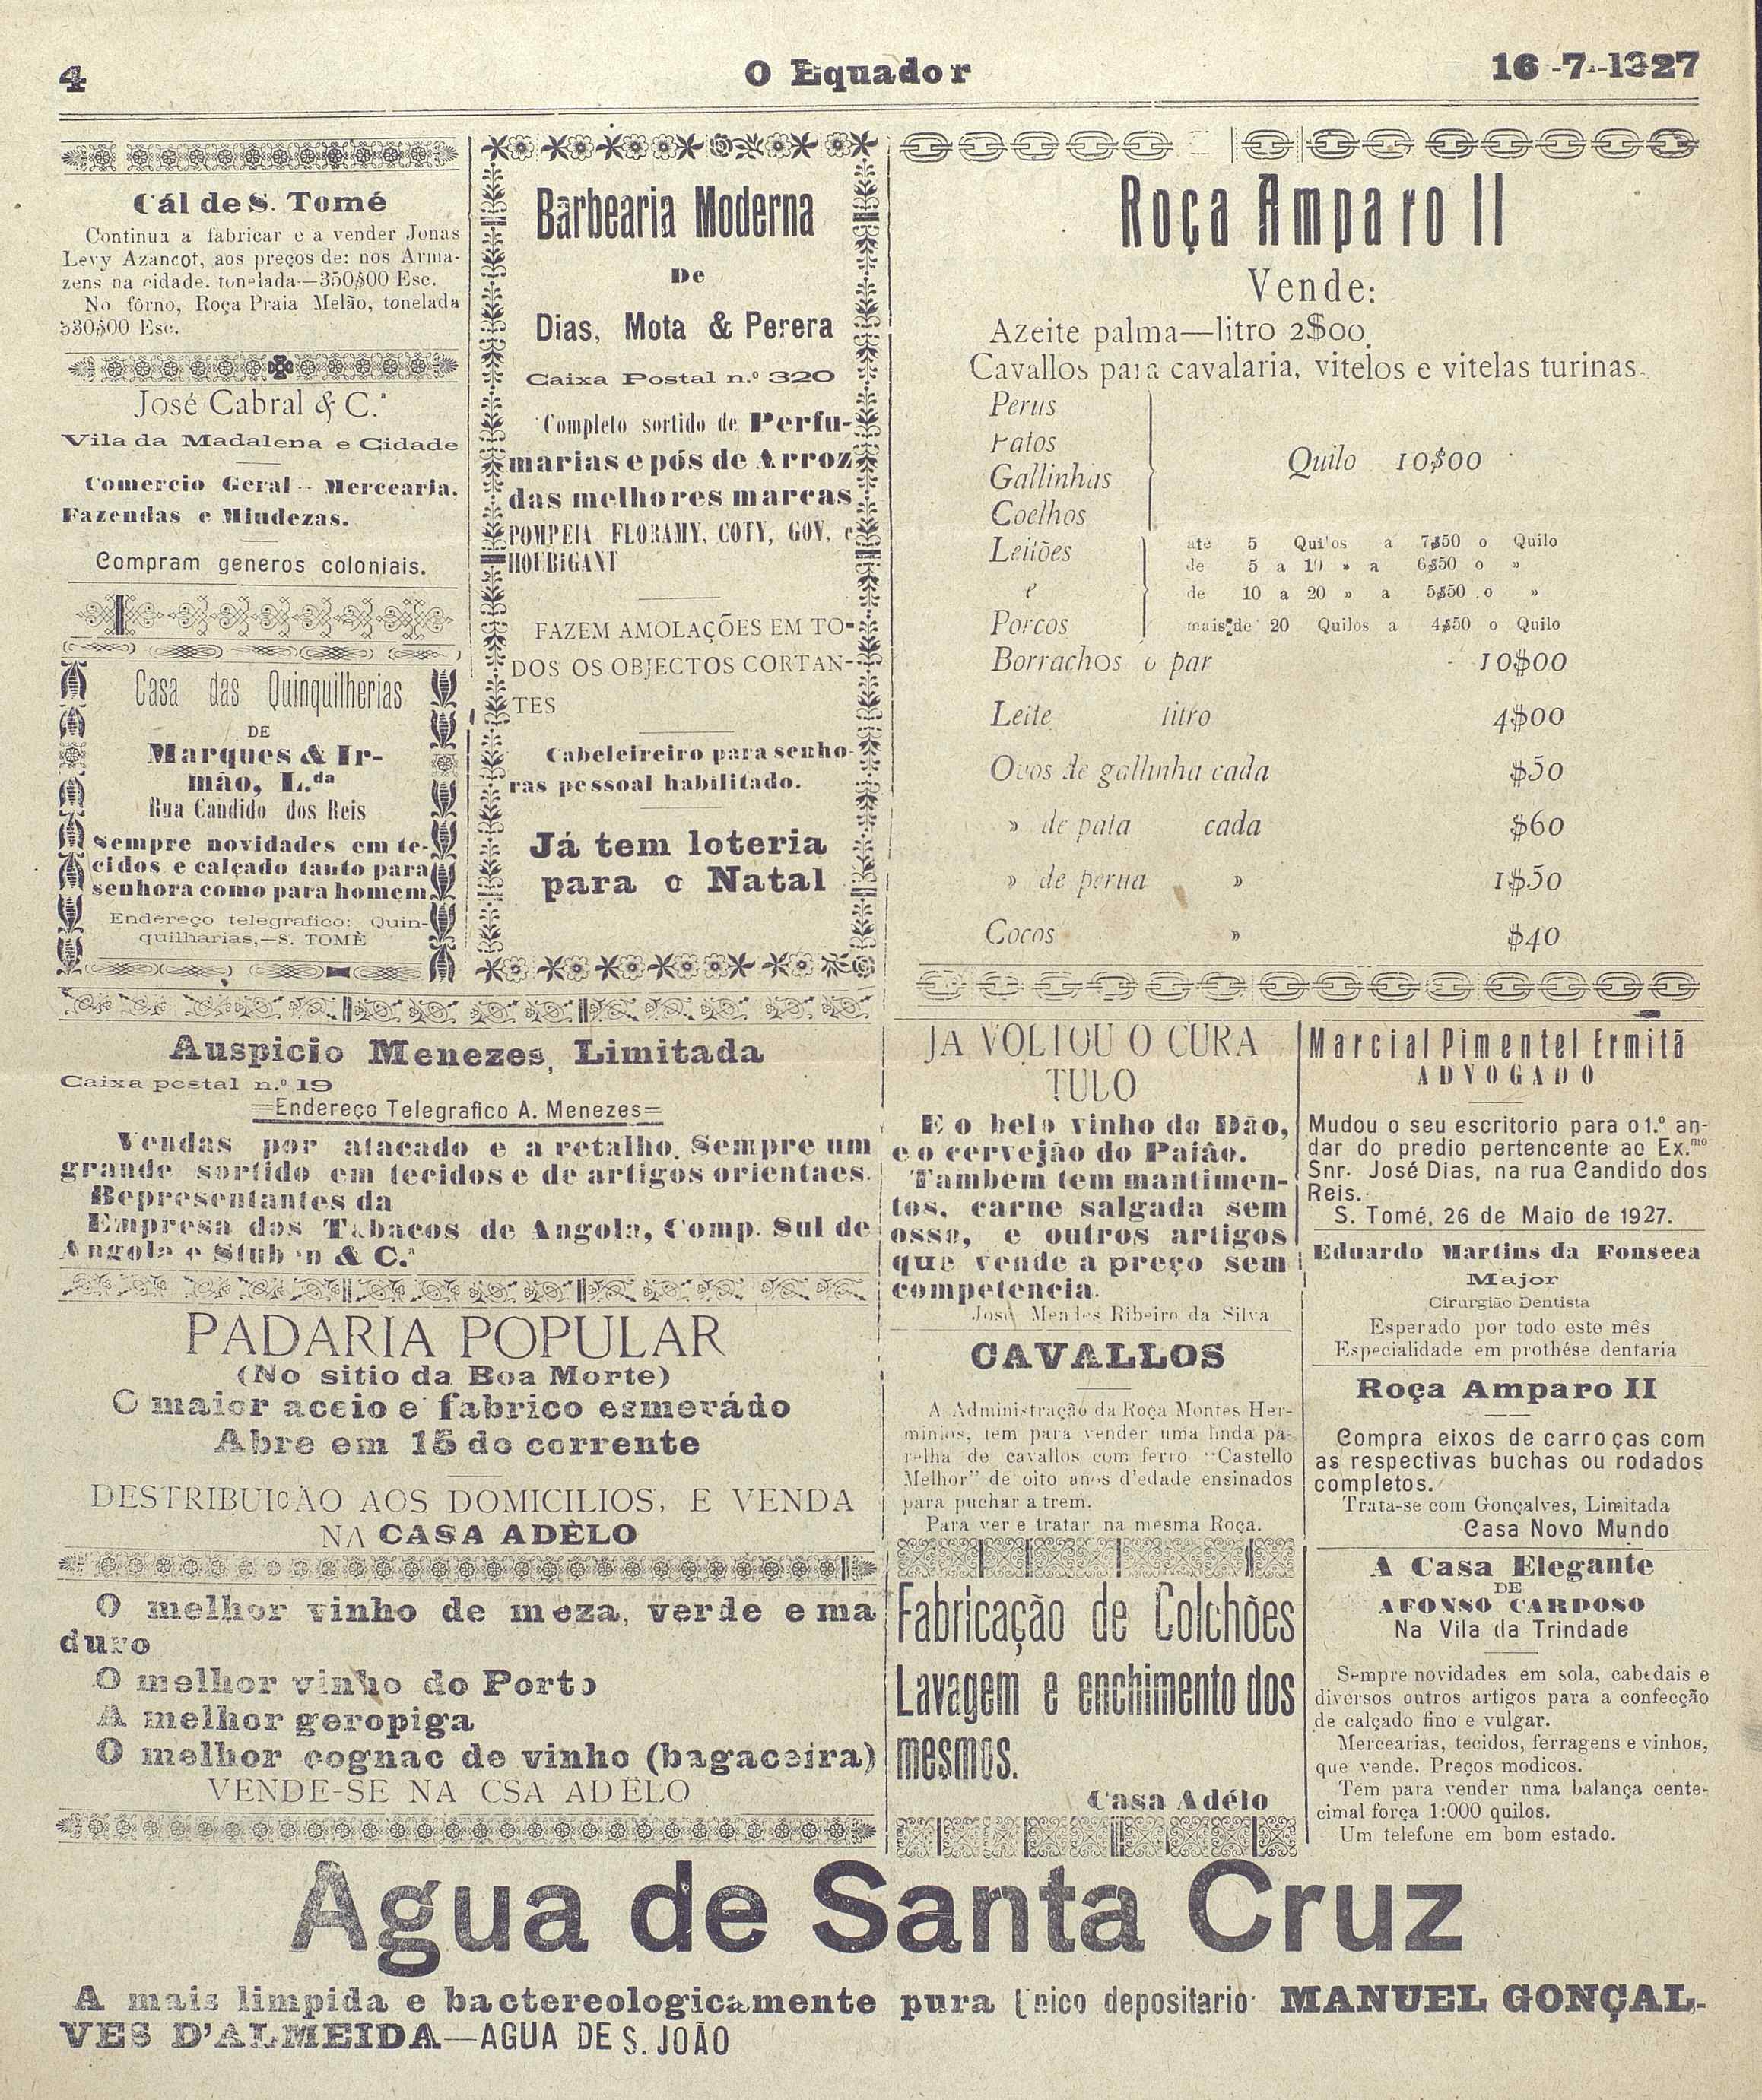 4
O Equador
16-7-1927
Cál de S. Tomé
Continua a fabricar e a vender Jonas
Levy Azancot, aos preços de: nos Arma-
zens na cidade. tonelada—350$00 Esc.
No fôrno, Roça Praia Melão, tonelada
330$00 Esc.
José Cabral & C.ª
Vila da Madalena e Cidade
Comercio Geral - Mercearia.
Fazendas e Miudezas.
Compram generos coloniais.
Casa das Quinquilherias
DE
Marques & Ir-
mão, L.da
Rua Candido dos Reis
Sempre novidades em te-
cidos e calçado tanto para
senhora como para homem
Endereço telegrafico: Quin-
quilharias,—S. TOMÈ
Barbearia Moderna
De
Dias, Mota & Perera
Caixa Postal n.º 320
Completo sortido de Perfu-
marias e pós de Arroz
das melhores marcas
POMPEIA FLORAMY, COTY, GOV, e
HOUBIGANT
FAZEM AMOLAÇÕES EM TO-
DOS OS OBJECTOS CORTAN-
TES
Cabeleireiro para senho-
ras pessoal habilitado.
Já tem loteria
para o Natal
Roça Amparo II
Vende:
Azeite palma—litro 2$00.
Cavallos para cavalaria, vitelos e vitelas turinas.
Perus
Patos
Gallinhas
Coelhos
Quilo 10$00
Leitões
e
Porcos
até 5 Quilos a 7$50 o Quilo
de 5 a 10 » a 6$50 o »
de 10 a 20 » a 5$50 o »
mais de 20 Quilos a 4$50 o Quilo
Borrachos o par 10$00
Leite litro 4$00
Ovos de gallinha cada $50
» de pata cada $60
» de perua » 1$50
Cocos » $40
Auspicio Menezes, Limitada
Caixa postal n.º 19
=Endereço Telegrafico A. Menezes=
Vendas por atacado e a retalho. Sempre um
grande sortido em tecidos e de artigos orientaes.
Representantes da
Empresa dos Tabacos de Angola, Comp. Sul de
Angola e Stuben & C.ª
PADARIA POPULAR
(No sitio da Boa Morte)
O maior aceio e fabrico esmerádo
Abre em 15 do corrente
DESTRIBUIÇÃO AOS DOMICILIOS, E VENDA
NA CASA ADÈLO
O melhor vinho de meza, verde e ma
duro
O melhor vinho do Porto
A melhor geropiga
O melhor cognac de vinho (bagaceira)
VENDE-SE NA CSA ADÈLO
JA VOLTOU O CURA
TULO
E o belo vinho do Dão,
e o cervejão do Paião.
Tambem tem mantimen-
tos, carne salgada sem
osso, e outros artigos
que vende a preço sem
competencia.
José Mendes Ribeiro da Silva
CAVALLOS
A Administração da Roça Montes Her-
minios, tem para vender uma linda pa-
relha de cavallos com ferro "Castello
Melhor" de oito anos d'edade ensinados
para puchar a trem.
Para ver e tratar na mesma Roça.
Fabricação de Colchões
Lavagem e enchimento dos
mesmos.
Casa Adélo
Marcial Pimentel Ermitã
ADVOGADO
Mudou o seu escritorio para o 1.º an-
dar do predio pertencente ao Ex.mo
Snr. José Dias, na rua Candido dos
Reis.
S. Tomé, 26 de Maio de 1927.
Eduardo Martins da Fonseca
Major
Cirurgião Dentista
Esperado por todo este mês
Especialidade em prothése dentaria
Roça Amparo II
Compra eixos de carroças com
as respectivas buchas ou rodados
completos.
Trata-se com Gonçalves, Limitada
Casa Novo Mundo
A Casa Elegante
DE
AFONSO CARDOSO
Na Vila da Trindade
Sempre novidades em sola, cabedais e
diversos outros artigos para a confecção
de calçado fino e vulgar.
Mercearias, tecidos, ferragens e vinhos,
que vende. Preços modicos.
Tem para vender uma balança cente-
cimal força 1:000 quilos.
Um telefone em bom estado.
Agua de Santa Cruz
A mais limpida e bactereologicamente pura Unico depositario MANUEL GONÇAL-
VES D'ALMEIDA—AGUA DE S. JOÃO